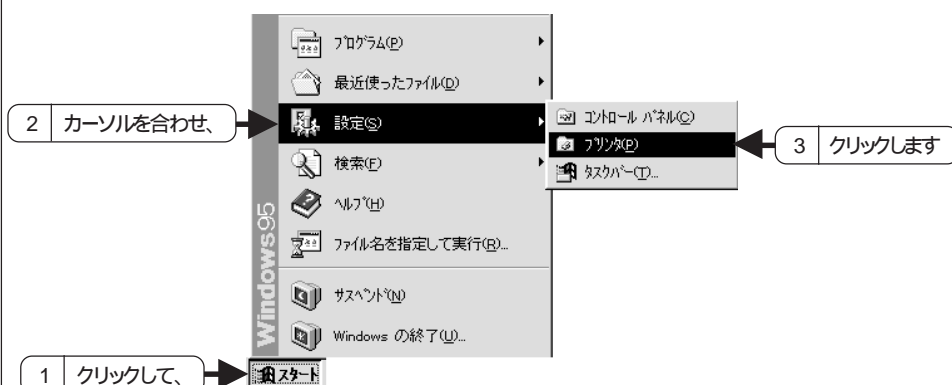 プログラム(P)
最近使ったファイル(D)
2 カーソルを合わせ、
設定(S)
コントロール パネル(C)
プリンタ(P)
タスクバー(T)...
3 クリックします
検索(F)
ヘルプ(H)
ファイル名を指定して実行(R)...
サスペンド(N)
Windows の終了(U)...
Windows95
1 クリックして、
スタート